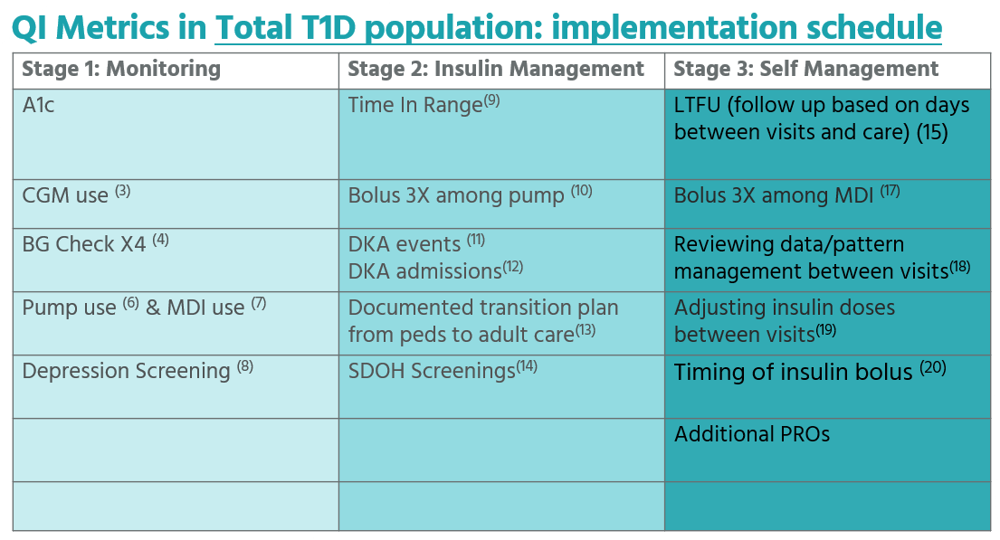 QI Metrics in Total T1D population: implementation schedule
Stage 1: Monitoring
Stage 2: Insulin Management
Stage 3: Self Management
A1c
Time In Range(9)
LTFU (follow up based on days
between visits and care) (15)
CGM use (3)
Bolus 3X among pump (10)
Bolus 3X among MDI (17)
BG Check X4 (4)
DKA events (11)
DKA admissions(12)
Reviewing data/pattern
management between visits(18)
Pump use (6) & MDI use (7)
Documented transition plan
from peds to adult care(13)
Adjusting insulin doses
between visits(19)
Depression Screening (8)
SDOH Screenings(14)
Timing of insulin bolus (20)
Additional PROs